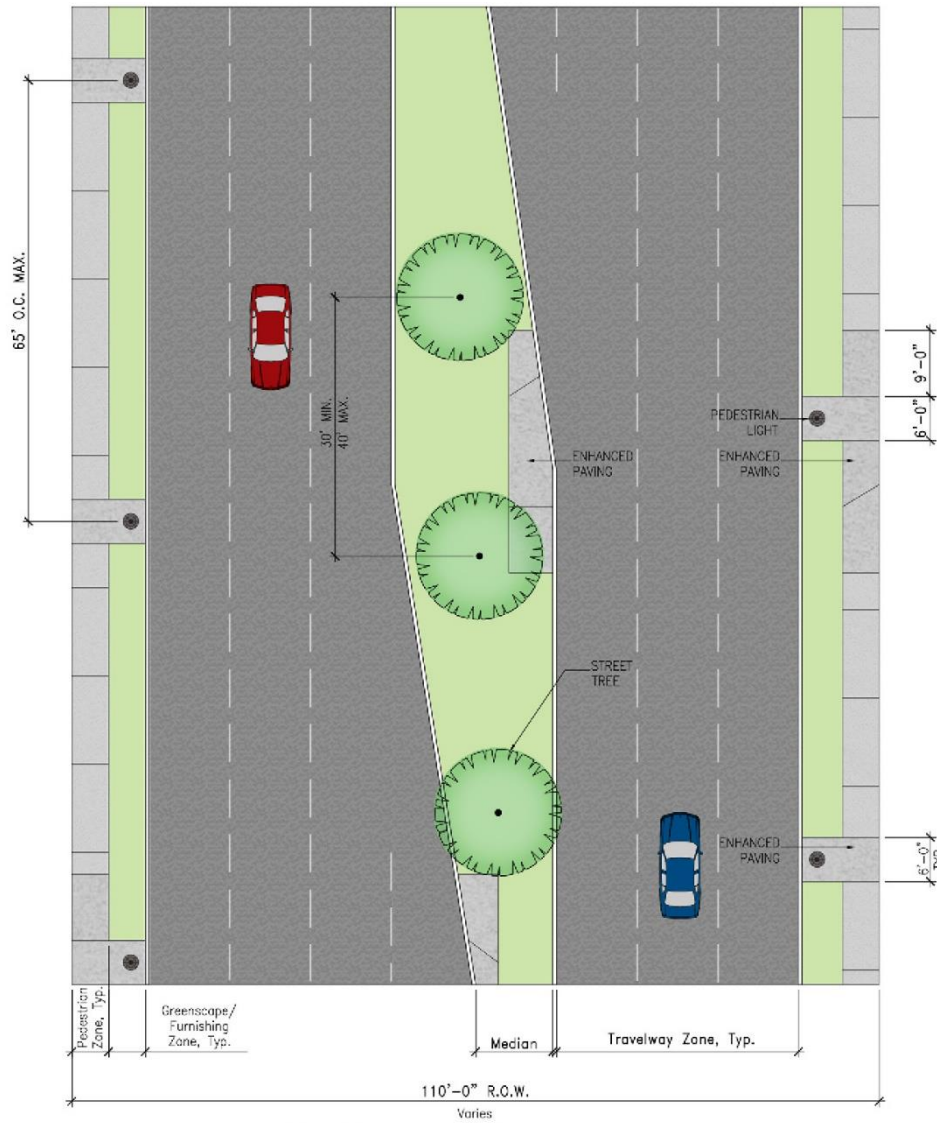 65' O.C. MAX.
30' MIN.
40' MAX.
9'-0"
6'-0"
PEDESTRIAN
LIGHT
ENHANCED
PAVING
ENHANCED
PAVING
STREET
TREE
ENHANCED
PAVING
6'-0"
TYP.
Pedestrian
Zone, Typ.
Greenscape/
Furnishing
Zone, Typ.
Median
Travelway Zone, Typ.
110'-0" R.O.W.
Varies